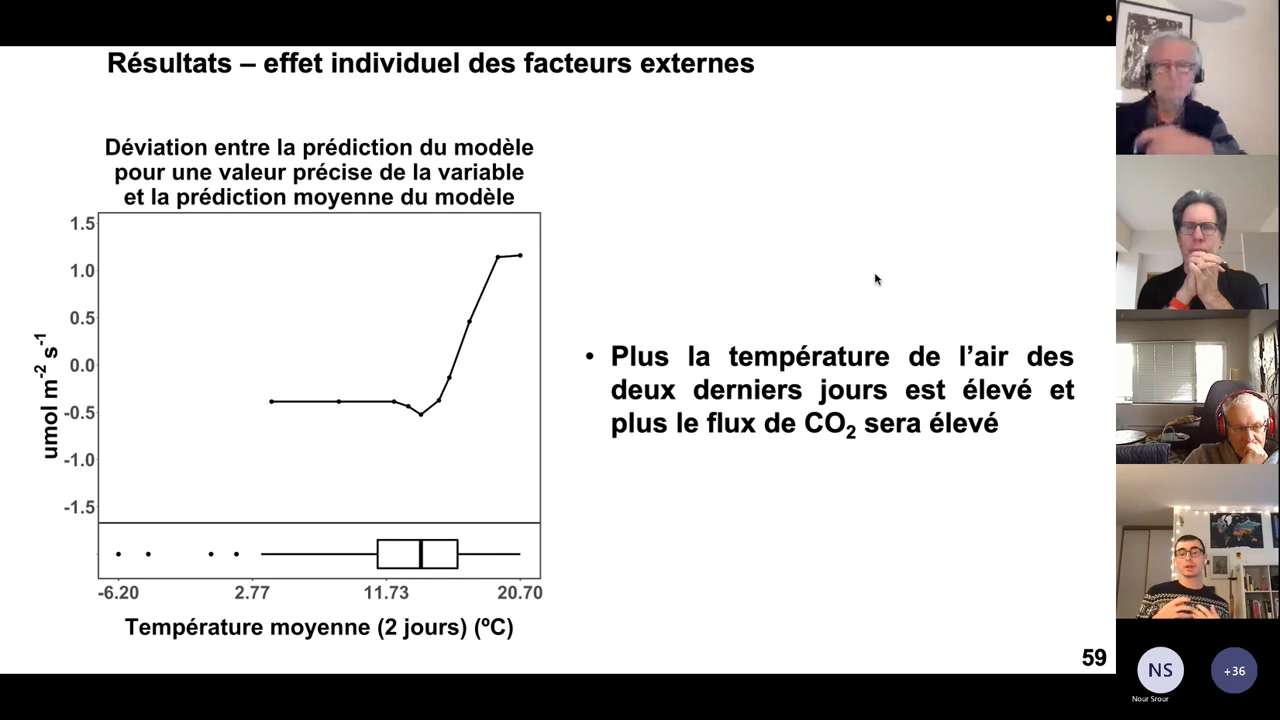 Résultats – effet individuel des facteurs externes
Déviation entre la prédiction du modèle
pour une valeur précise de la variable
et la prédiction moyenne du modèle
1.5
1.0
0.5
0.0
-0.5
-1.0
-1.5
umol m-2 s-1
-6.20 2.77 11.73 20.70
Température moyenne (2 jours) (ºC)
• Plus la température de l’air des
deux derniers jours est élevé et
plus le flux de CO2 sera élevé
59
NS
Nour Srour
+36